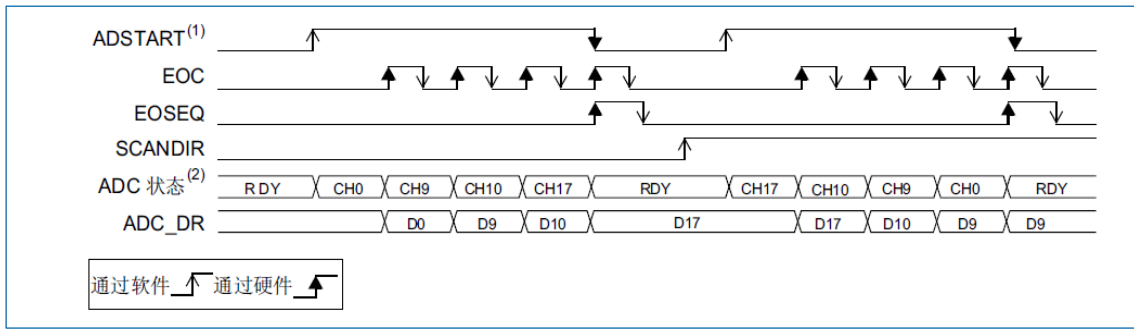 ADSTART(1)
EOC
EOSEQ
SCANDIR
ADC 状态(2) RDY CH0 CH9 CH10 CH17 RDY CH17 CH10 CH9 CH0 RDY
ADC_DR D0 D9 D10 D17 D17 D10 D9 D9
通过软件 通过硬件